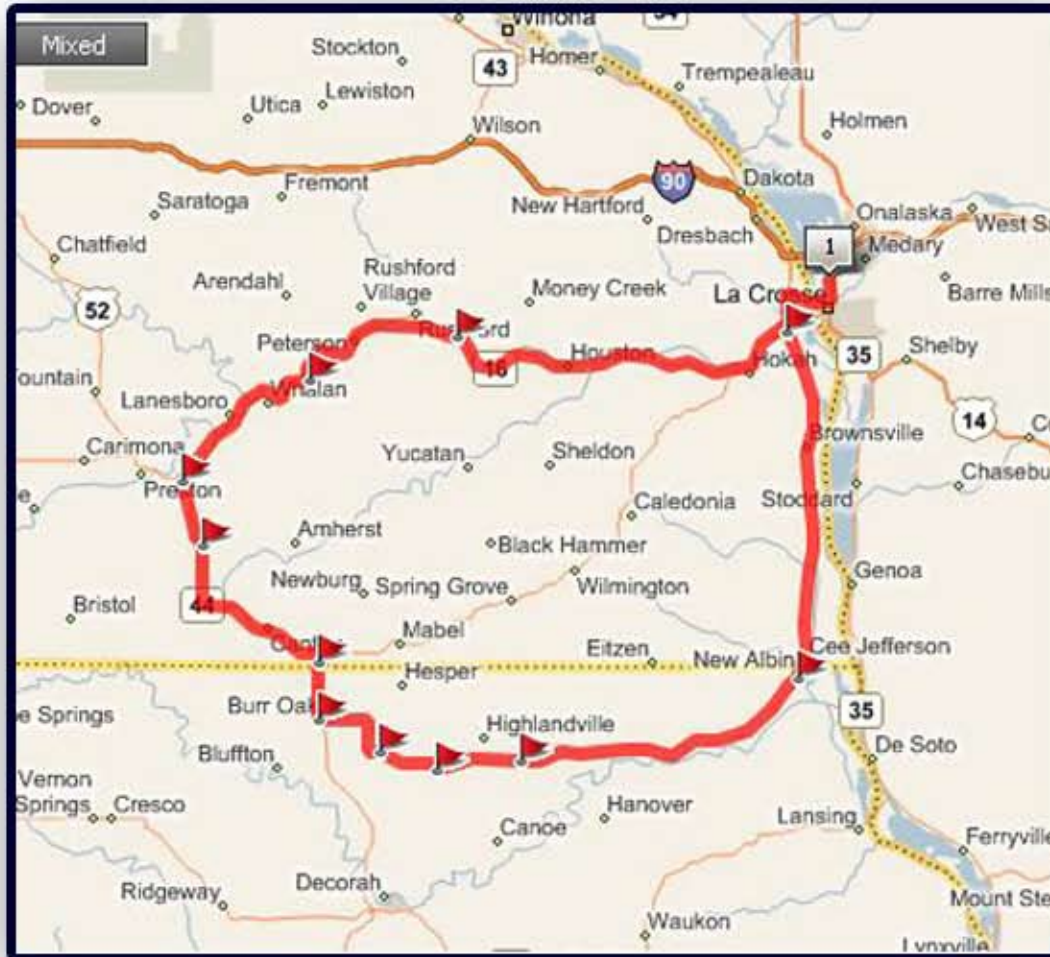 Mixed
Winona
Stockton
43
Homer
Trempealeau
Dover
Utica
Lewiston
Wilson
Holmen
Fremont
90
Dakota
Saratoga
New Hartford
Onalaska
West Sa
Chatfield
Dresbach
1
Medary
Arendahl
Rushford
Village
Money Creek
La Crosse
Barre Mills
52
Peterson
Houston
16
Hokah
35
Shelby
Whalan
Lanesboro
14
Carimona
Yucatan
Sheldon
Brownsville
Chasebu
Preston
Caledonia
Stoddard
Amherst
Black Hammer
Newburg
Spring Grove
Wilmington
Genoa
Bristol
44
Mabel
Eitzen
New Albin
Cee Jefferson
Hesper
Burr Oak
e Springs
Highlandville
35
Bluffton
De Soto
Vernon
Springs
Cresco
Hanover
Lansing
Canoe
Ferryville
Ridgeway
Decorah
Mount Ste
Waukon
Lynxville